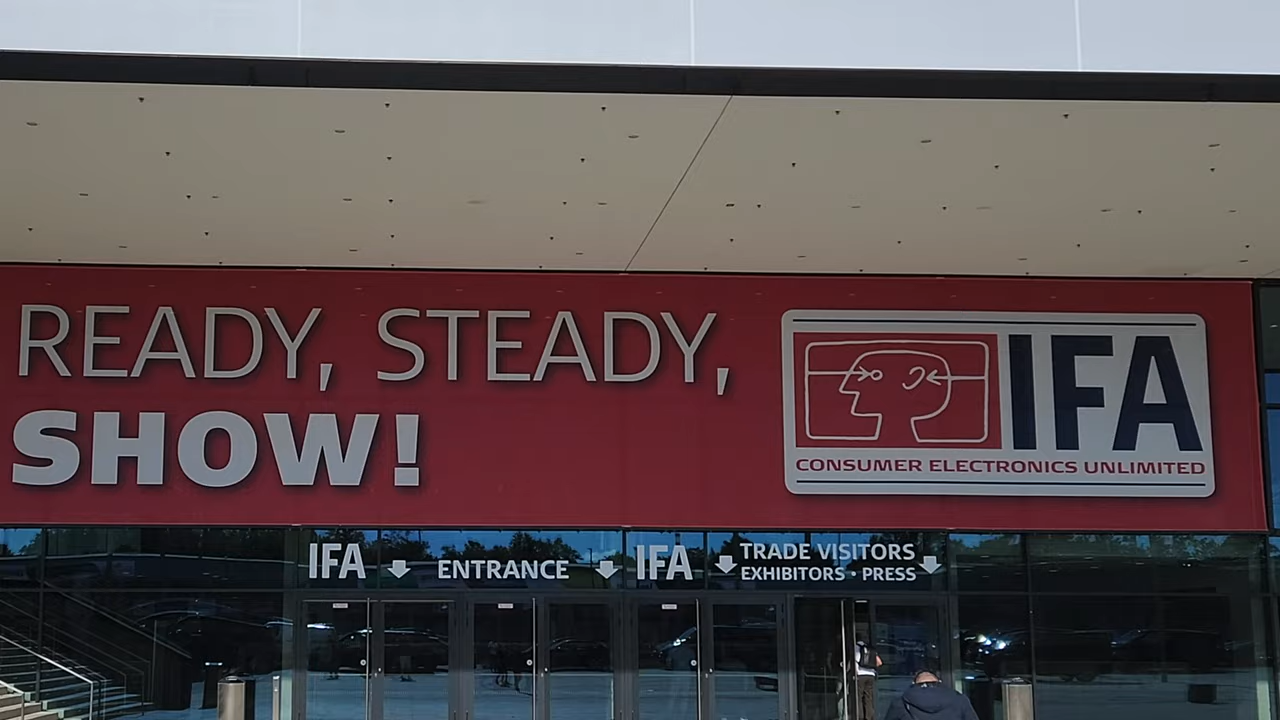 READY, STEADY,
SHOW!
IFA
CONSUMER ELECTRONICS UNLIMITED
IFA ENTRANCE IFA TRADE VISITORS
EXHIBITORS · PRESS